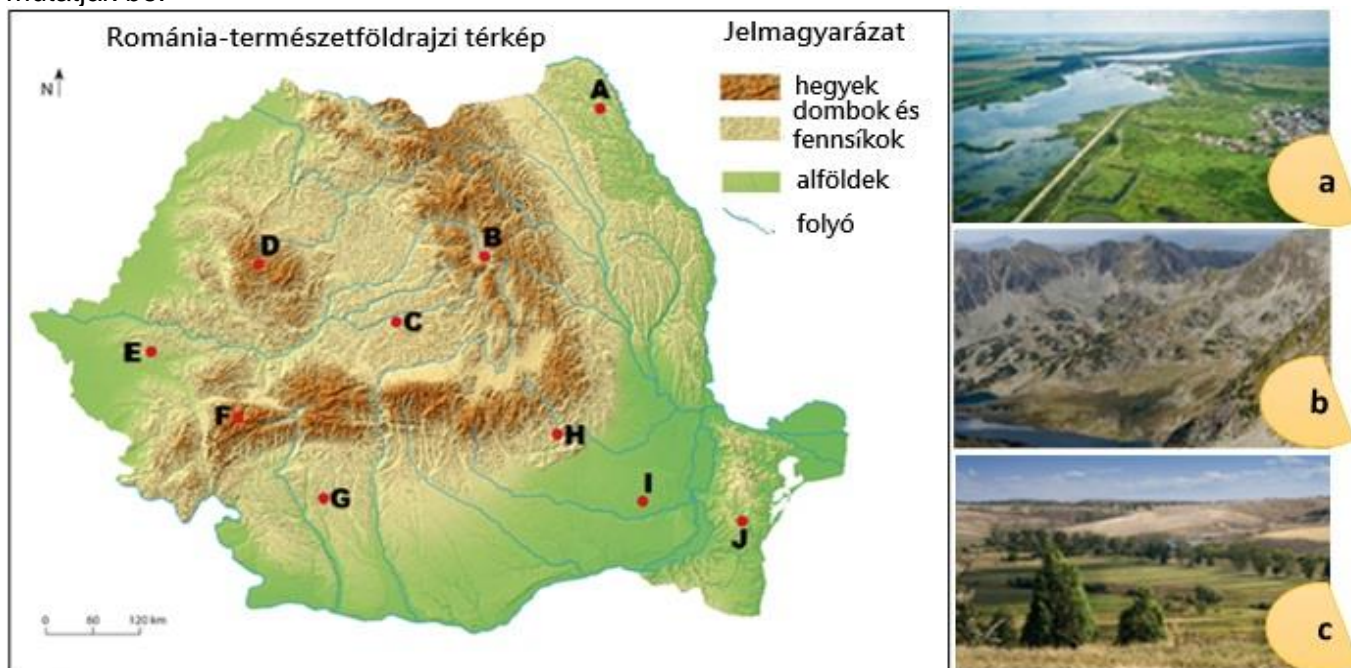 Románia-természetföldrajzi térkép
Jelmagyarázat
hegyek
dombok és
fennsíkok
alföldek
folyó
N
A
B
C
D
E
F
G
H
I
J
0 60 120 km
a
b
c